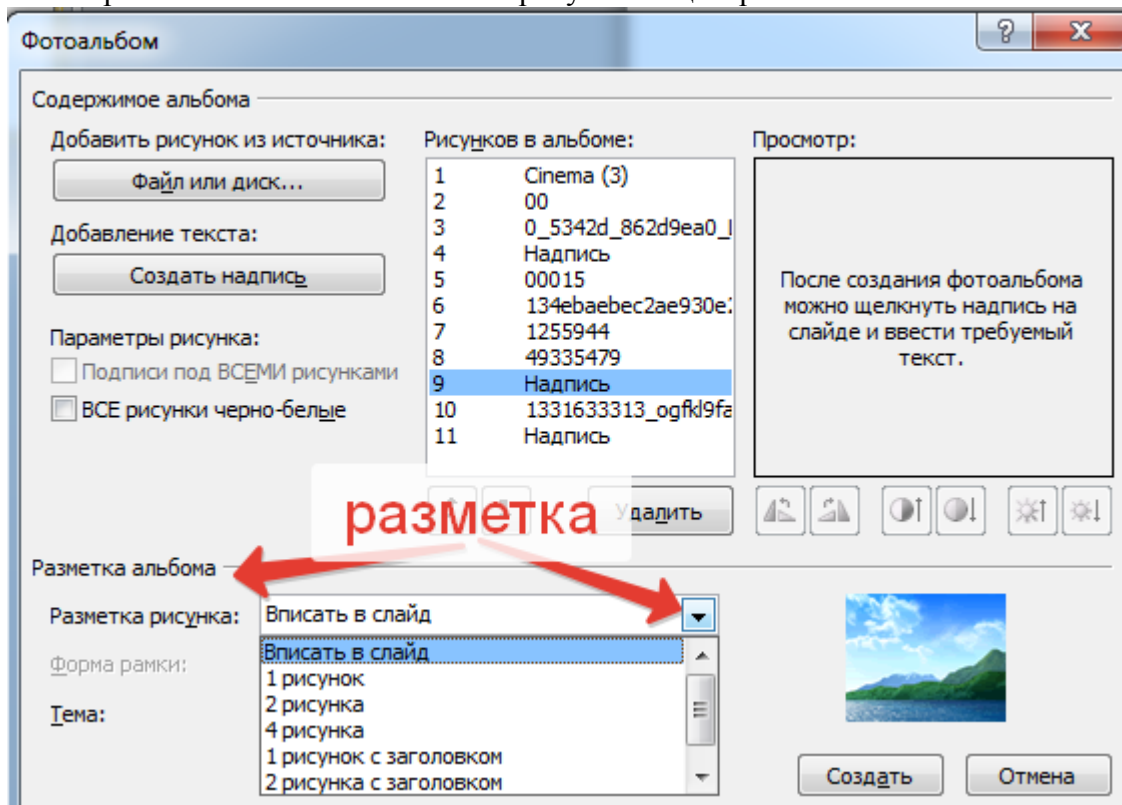 Фотоальбом
Содержимое альбома
Добавить рисунок из источника:
Файл или диск...
Добавление текста:
Создать надпись
Параметры рисунка:
Подписи под ВСЕМИ рисунками
ВСЕ рисунки черно-белые
Рисунков в альбоме:
1 Cinema (3)
2 00
3 0_5342d_862d9ea0_
4 Надпись
5 00015
6 134ebaebec2ae930e
7 1255944
8 49335479
9 Надпись
10 1331633313_ogfkl9fa
11 Надпись
Удалить
Просмотр:
После создания фотоальбома
можно щелкнуть надпись на
слайде и ввести требуемый
текст.
разметка
Разметка альбома
Разметка рисунка: Вписать в слайд
Форма рамки:
Тема:
Вписать в слайд
1 рисунок
2 рисунка
4 рисунка
1 рисунок с заголовком
2 рисунка с заголовком
Создать
Отмена